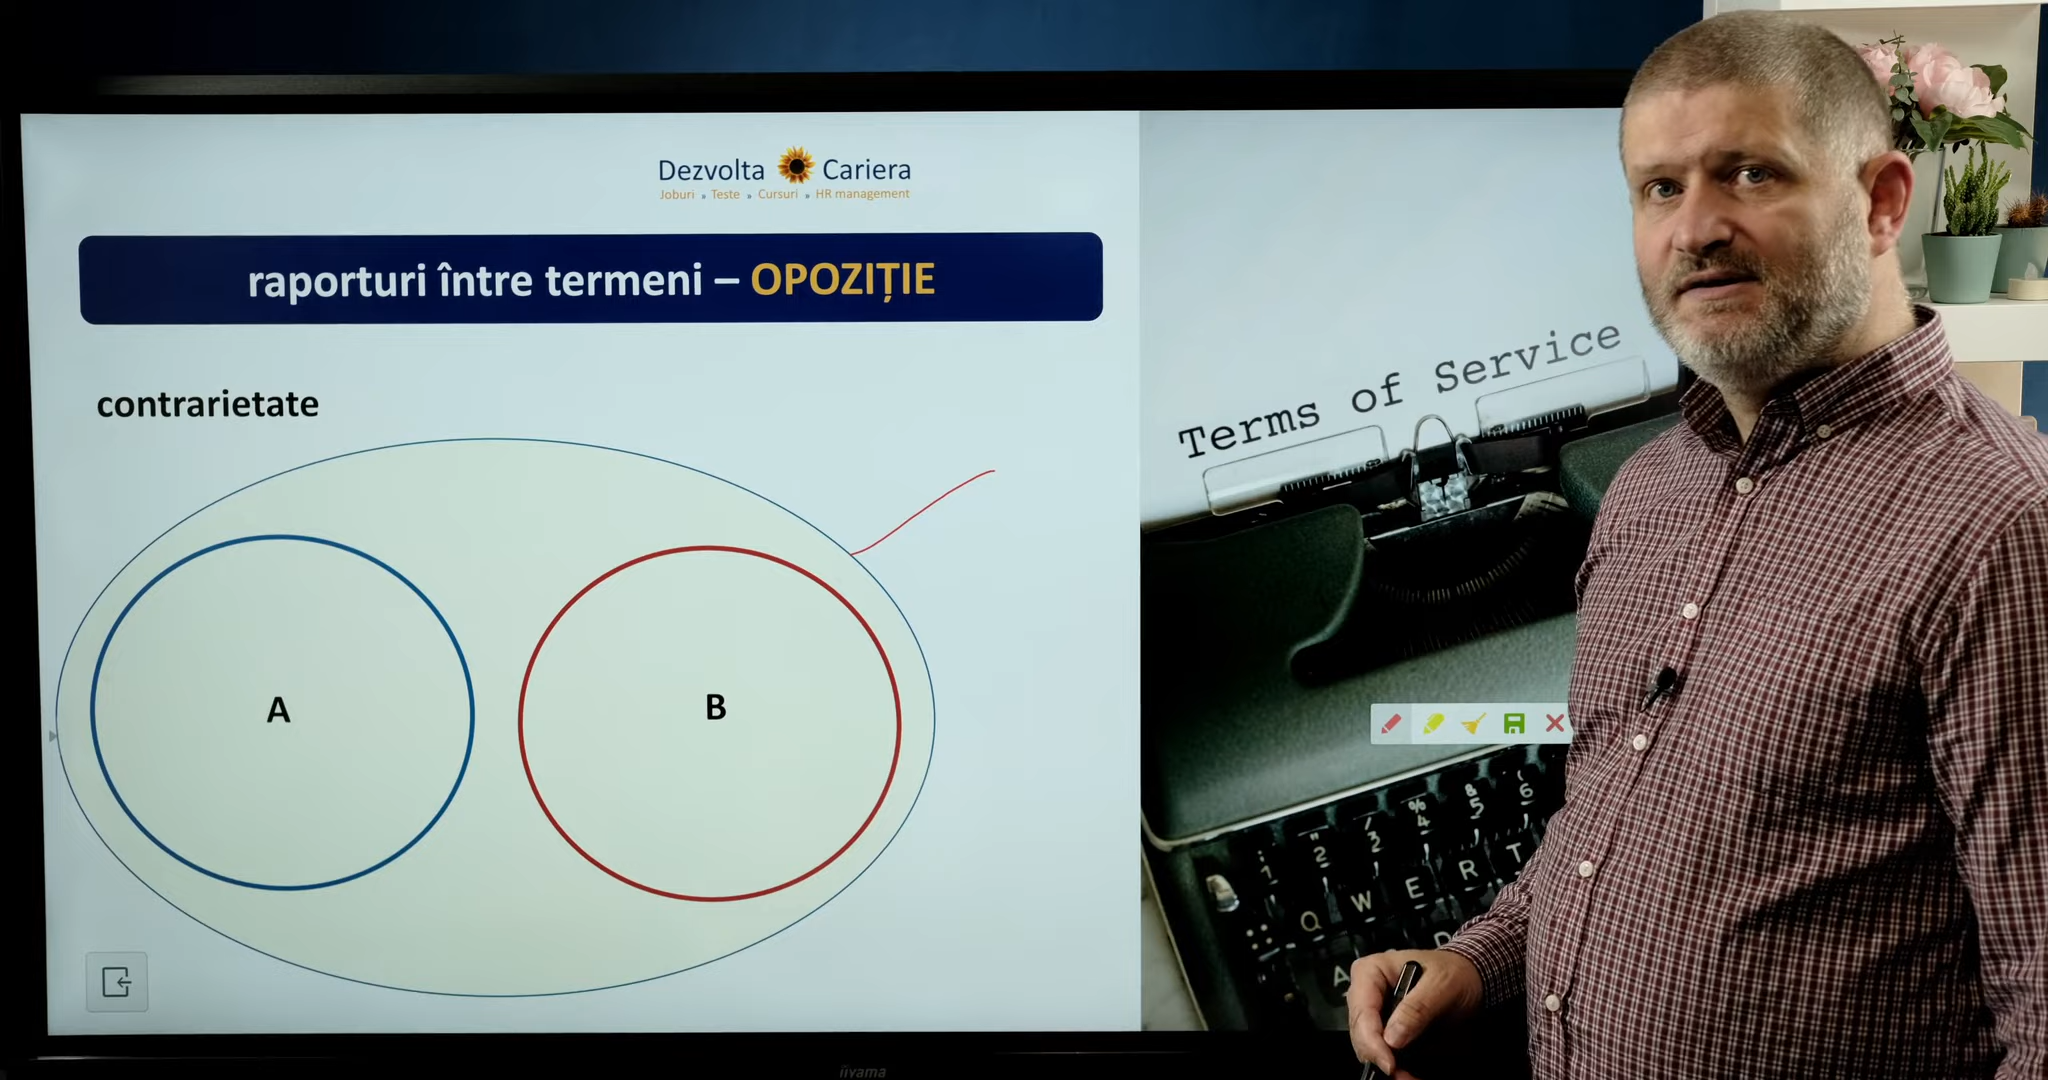 Dezvolta Cariera
Joburi » Teste » Cursuri » HR management
raporturi între termeni – OPOZIȚIE
contrarietate
A
B
Terms of Service
Q W E R T
A
iiyama